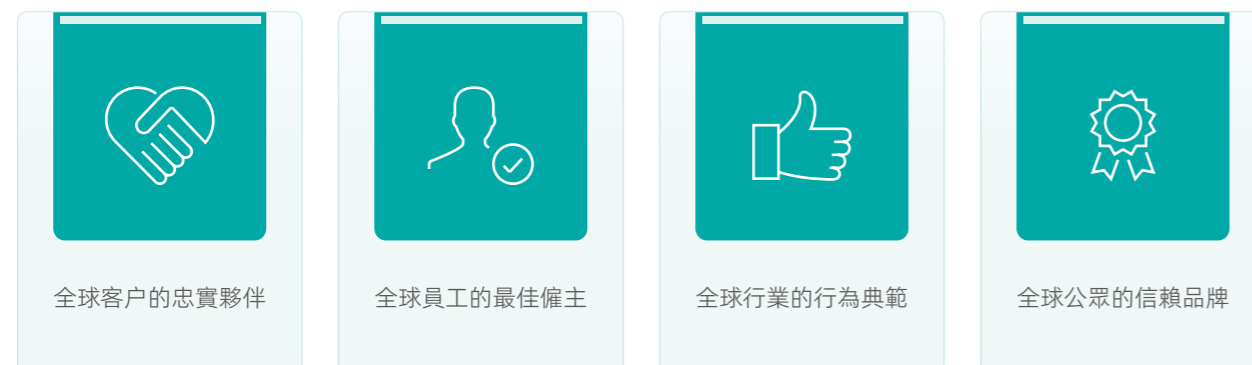 全球客户的忠實夥伴
全球員工的最佳僱主
全球行業的行為典範
全球公眾的信賴品牌